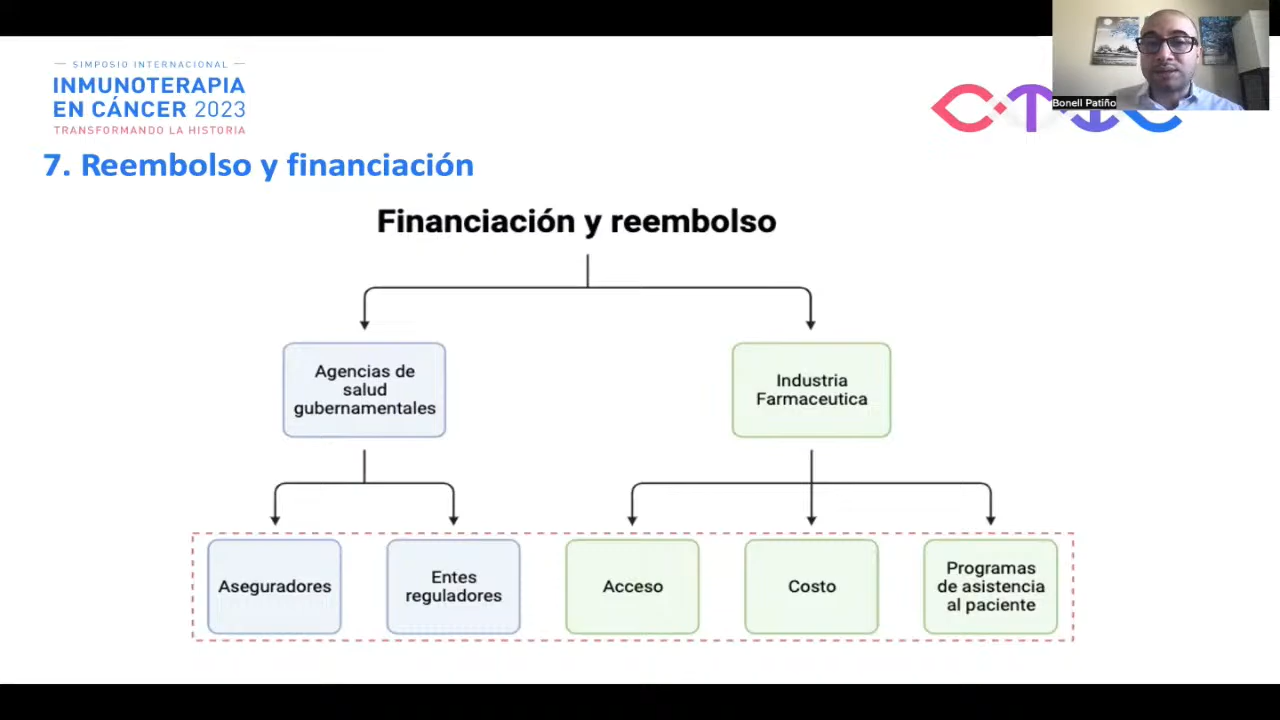 SIMPOSIO INTERNACIONAL
INMUNOTERAPIA
EN CÁNCER 2023
TRANSFORMANDO LA HISTORIA
CTIC
Bonell Patiño
7. Reembolso y financiación
Financiación y reembolso
Agencias de
salud
gubernamentales
Industria
Farmaceutica
Aseguradores
Entes
reguladores
Acceso
Costo
Programas
de asistencia
al paciente